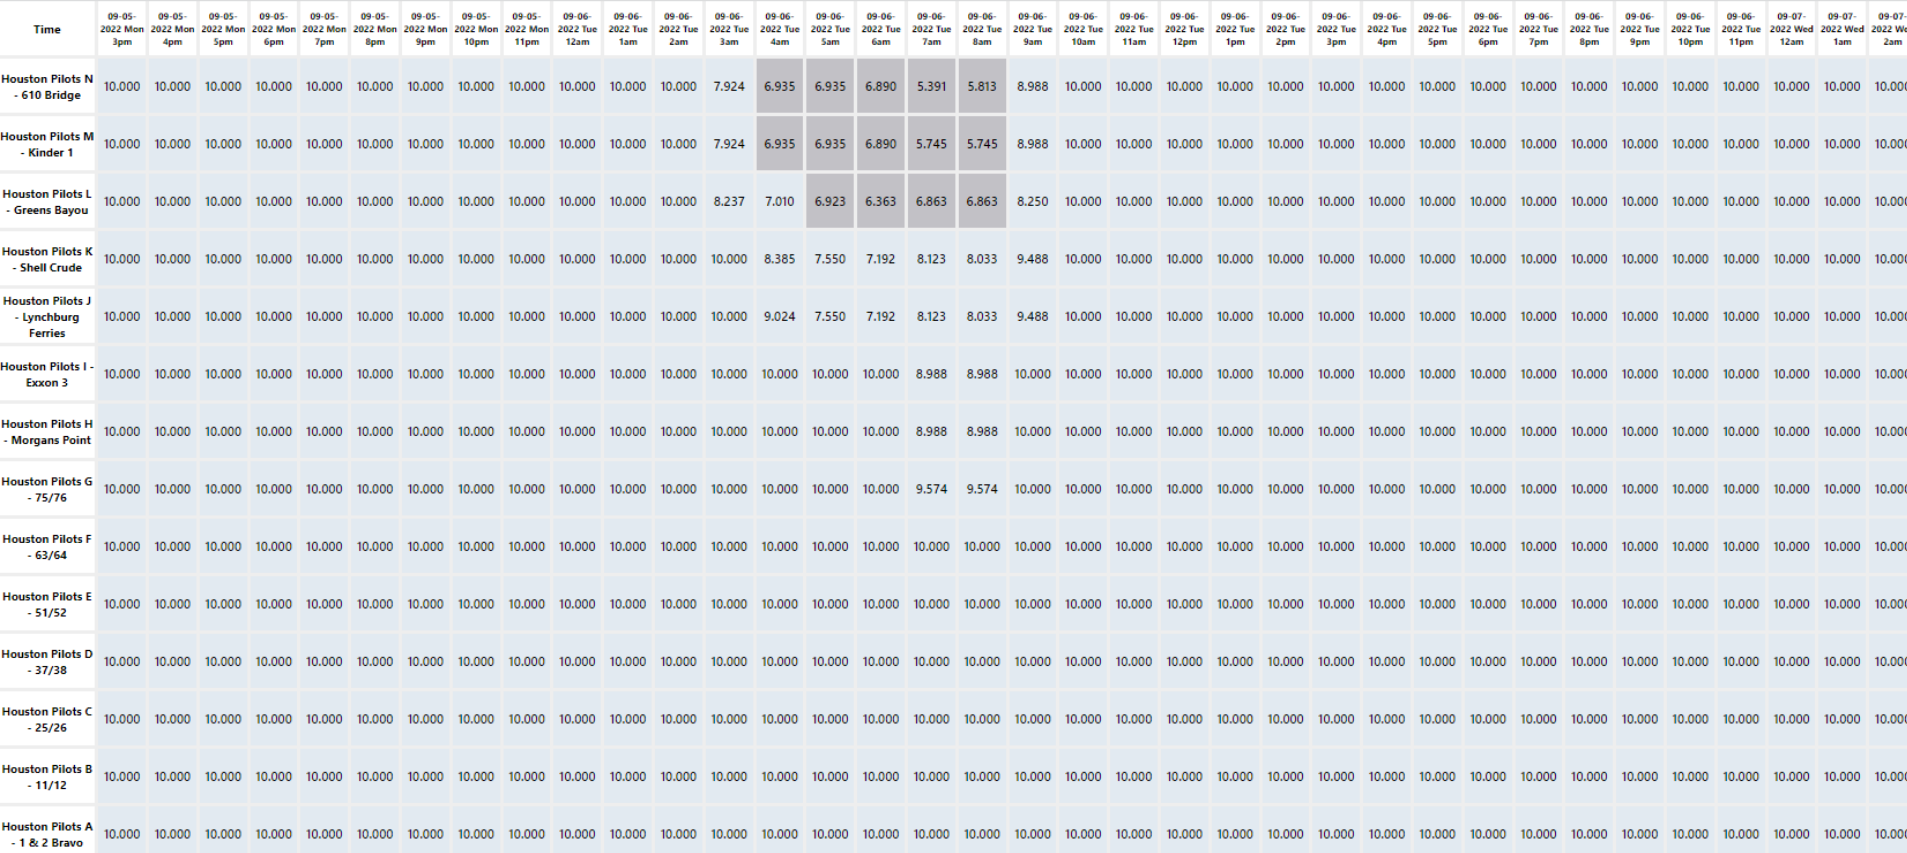 09-05- 09-05- 09-05- 09-05- 09-05- 09-05- 09-05- 09-05- 09-05- 09-06- 09-06- 09-06- 09-06- 09-06- 09-06- 09-06- 09-06- 09-06- 09-06- 09-06- 09-06- 09-06- 09-06- 09-06- 09-06- 09-06- 09-06- 09-06- 09-06- 09-06- 09-06- 09-06- 09-06- 09-07- 09-07- 09-07-
Time 2022 Mon 2022 Mon 2022 Mon 2022 Mon 2022 Mon 2022 Mon 2022 Mon 2022 Mon 2022 Mon 2022 Tue 2022 Tue 2022 Tue 2022 Tue 2022 Tue 2022 Tue 2022 Tue 2022 Tue 2022 Tue 2022 Tue 2022 Tue 2022 Tue 2022 Tue 2022 Tue 2022 Tue 2022 Tue 2022 Tue 2022 Tue 2022 Tue 2022 Tue 2022 Tue 2022 Tue 2022 Tue 2022 Tue 2022 Wed 2022 Wed 2022 We
3pm 4pm 5pm 6pm 7pm 8pm 9pm 10pm 11pm 12am 1am 2am 3am 4am 5am 6am 7am 8am 9am 10am 11am 12pm 1pm 2pm 3pm 4pm 5pm 6pm 7pm 8pm 9pm 10pm 11pm 12am 1am 2am
Houston Pilots N
- 610 Bridge
10.000 10.000 10.000 10.000 10.000 10.000 10.000 10.000 10.000 10.000 10.000 10.000 7.924 6.935 6.935 6.890 5.391 5.813 8.988 10.000 10.000 10.000 10.000 10.000 10.000 10.000 10.000 10.000 10.000 10.000 10.000 10.000 10.000 10.000 10.000 10.00
Houston Pilots M
- Kinder 1
10.000 10.000 10.000 10.000 10.000 10.000 10.000 10.000 10.000 10.000 10.000 10.000 7.924 6.935 6.935 6.890 5.745 5.745 8.988 10.000 10.000 10.000 10.000 10.000 10.000 10.000 10.000 10.000 10.000 10.000 10.000 10.000 10.000 10.000 10.000 10.00
Houston Pilots L
- Greens Bayou
10.000 10.000 10.000 10.000 10.000 10.000 10.000 10.000 10.000 10.000 10.000 10.000 8.237 7.010 6.923 6.363 6.863 6.863 8.250 10.000 10.000 10.000 10.000 10.000 10.000 10.000 10.000 10.000 10.000 10.000 10.000 10.000 10.000 10.000 10.000 10.00
Houston Pilots K
- Shell Crude
10.000 10.000 10.000 10.000 10.000 10.000 10.000 10.000 10.000 10.000 10.000 10.000 10.000 8.385 7.550 7.192 8.123 8.033 9.488 10.000 10.000 10.000 10.000 10.000 10.000 10.000 10.000 10.000 10.000 10.000 10.000 10.000 10.000 10.000 10.000 10.00
Houston Pilots J
- Lynchburg
Ferries
10.000 10.000 10.000 10.000 10.000 10.000 10.000 10.000 10.000 10.000 10.000 10.000 10.000 9.024 7.550 7.192 8.123 8.033 9.488 10.000 10.000 10.000 10.000 10.000 10.000 10.000 10.000 10.000 10.000 10.000 10.000 10.000 10.000 10.000 10.000 10.00
Houston Pilots I -
Exxon 3
10.000 10.000 10.000 10.000 10.000 10.000 10.000 10.000 10.000 10.000 10.000 10.000 10.000 10.000 10.000 10.000 8.988 8.988 10.000 10.000 10.000 10.000 10.000 10.000 10.000 10.000 10.000 10.000 10.000 10.000 10.000 10.000 10.000 10.000 10.000 10.00
Houston Pilots H
- Morgans Point
10.000 10.000 10.000 10.000 10.000 10.000 10.000 10.000 10.000 10.000 10.000 10.000 10.000 10.000 10.000 10.000 8.988 8.988 10.000 10.000 10.000 10.000 10.000 10.000 10.000 10.000 10.000 10.000 10.000 10.000 10.000 10.000 10.000 10.000 10.000 10.00
Houston Pilots G
- 75/76
10.000 10.000 10.000 10.000 10.000 10.000 10.000 10.000 10.000 10.000 10.000 10.000 10.000 10.000 10.000 10.000 9.574 9.574 10.000 10.000 10.000 10.000 10.000 10.000 10.000 10.000 10.000 10.000 10.000 10.000 10.000 10.000 10.000 10.000 10.000 10.00
Houston Pilots F
- 63/64
10.000 10.000 10.000 10.000 10.000 10.000 10.000 10.000 10.000 10.000 10.000 10.000 10.000 10.000 10.000 10.000 10.000 10.000 10.000 10.000 10.000 10.000 10.000 10.000 10.000 10.000 10.000 10.000 10.000 10.000 10.000 10.000 10.000 10.000 10.000 10.00
Houston Pilots E
- 51/52
10.000 10.000 10.000 10.000 10.000 10.000 10.000 10.000 10.000 10.000 10.000 10.000 10.000 10.000 10.000 10.000 10.000 10.000 10.000 10.000 10.000 10.000 10.000 10.000 10.000 10.000 10.000 10.000 10.000 10.000 10.000 10.000 10.000 10.000 10.000 10.00
Houston Pilots D
- 37/38
10.000 10.000 10.000 10.000 10.000 10.000 10.000 10.000 10.000 10.000 10.000 10.000 10.000 10.000 10.000 10.000 10.000 10.000 10.000 10.000 10.000 10.000 10.000 10.000 10.000 10.000 10.000 10.000 10.000 10.000 10.000 10.000 10.000 10.000 10.000 10.00
Houston Pilots C
- 25/26
10.000 10.000 10.000 10.000 10.000 10.000 10.000 10.000 10.000 10.000 10.000 10.000 10.000 10.000 10.000 10.000 10.000 10.000 10.000 10.000 10.000 10.000 10.000 10.000 10.000 10.000 10.000 10.000 10.000 10.000 10.000 10.000 10.000 10.000 10.000 10.00
Houston Pilots B
- 11/12
10.000 10.000 10.000 10.000 10.000 10.000 10.000 10.000 10.000 10.000 10.000 10.000 10.000 10.000 10.000 10.000 10.000 10.000 10.000 10.000 10.000 10.000 10.000 10.000 10.000 10.000 10.000 10.000 10.000 10.000 10.000 10.000 10.000 10.000 10.000 10.00
Houston Pilots A
- 1 & 2 Bravo
10.000 10.000 10.000 10.000 10.000 10.000 10.000 10.000 10.000 10.000 10.000 10.000 10.000 10.000 10.000 10.000 10.000 10.000 10.000 10.000 10.000 10.000 10.000 10.000 10.000 10.000 10.000 10.000 10.000 10.000 10.000 10.000 10.000 10.000 10.000 10.00